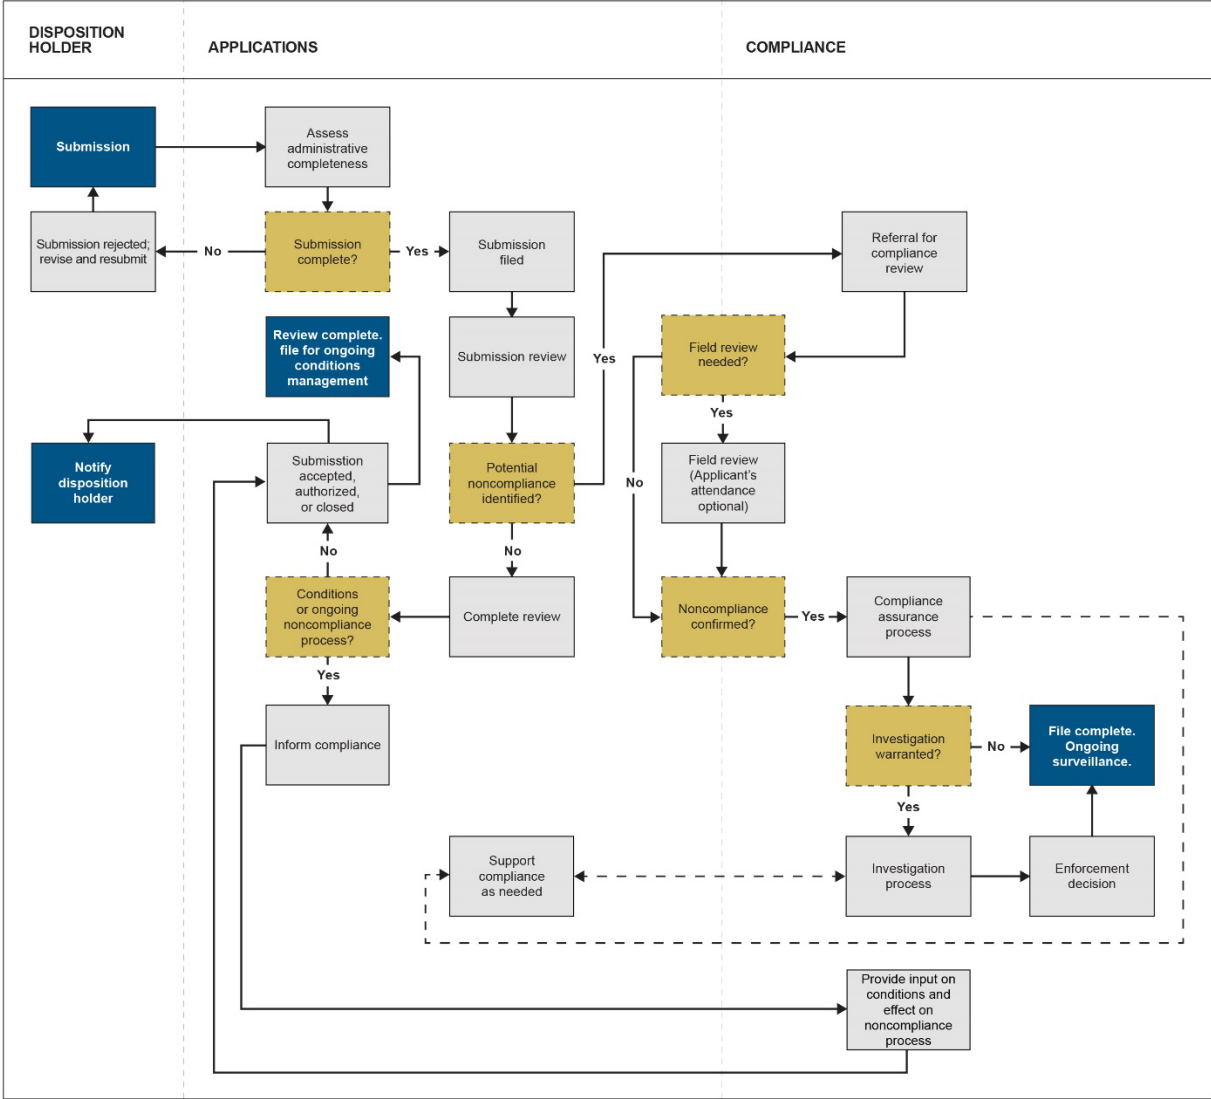 DISPOSITION
HOLDER
APPLICATIONS
COMPLIANCE
Submission
Assess
administrative
completeness
Submission rejected;
revise and resubmit
No
Submission
complete?
Yes
Submission
filed
Referral for
compliance
review
Review complete.
file for ongoing
conditions
management
Submission review
Yes
Field review
needed?
Yes
Notify
disposition
holder
Submisstion
accepted,
authorized,
or closed
Potential
noncompliance
identified?
No
Field review
(Applicant's
attendance
optional)
No
No
Conditions
or ongoing
noncompliance
process?
Complete review
Noncompliance
confirmed?
Yes
Compliance
assurance
process
Yes
Inform compliance
Investigation
warranted?
No
File complete.
Ongoing
surveillance.
Yes
Support
compliance
as needed
Investigation
process
Enforcement
decision
Provide input on
conditions and
effect on
noncompliance
process